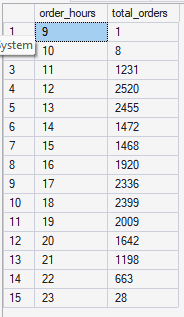 order_hours total_orders
1 9 1
System 10 8
3 11 1231
4 12 2520
5 13 2455
6 14 1472
7 15 1468
8 16 1920
9 17 2336
10 18 2399
11 19 2009
12 20 1642
13 21 1198
14 22 663
15 23 28